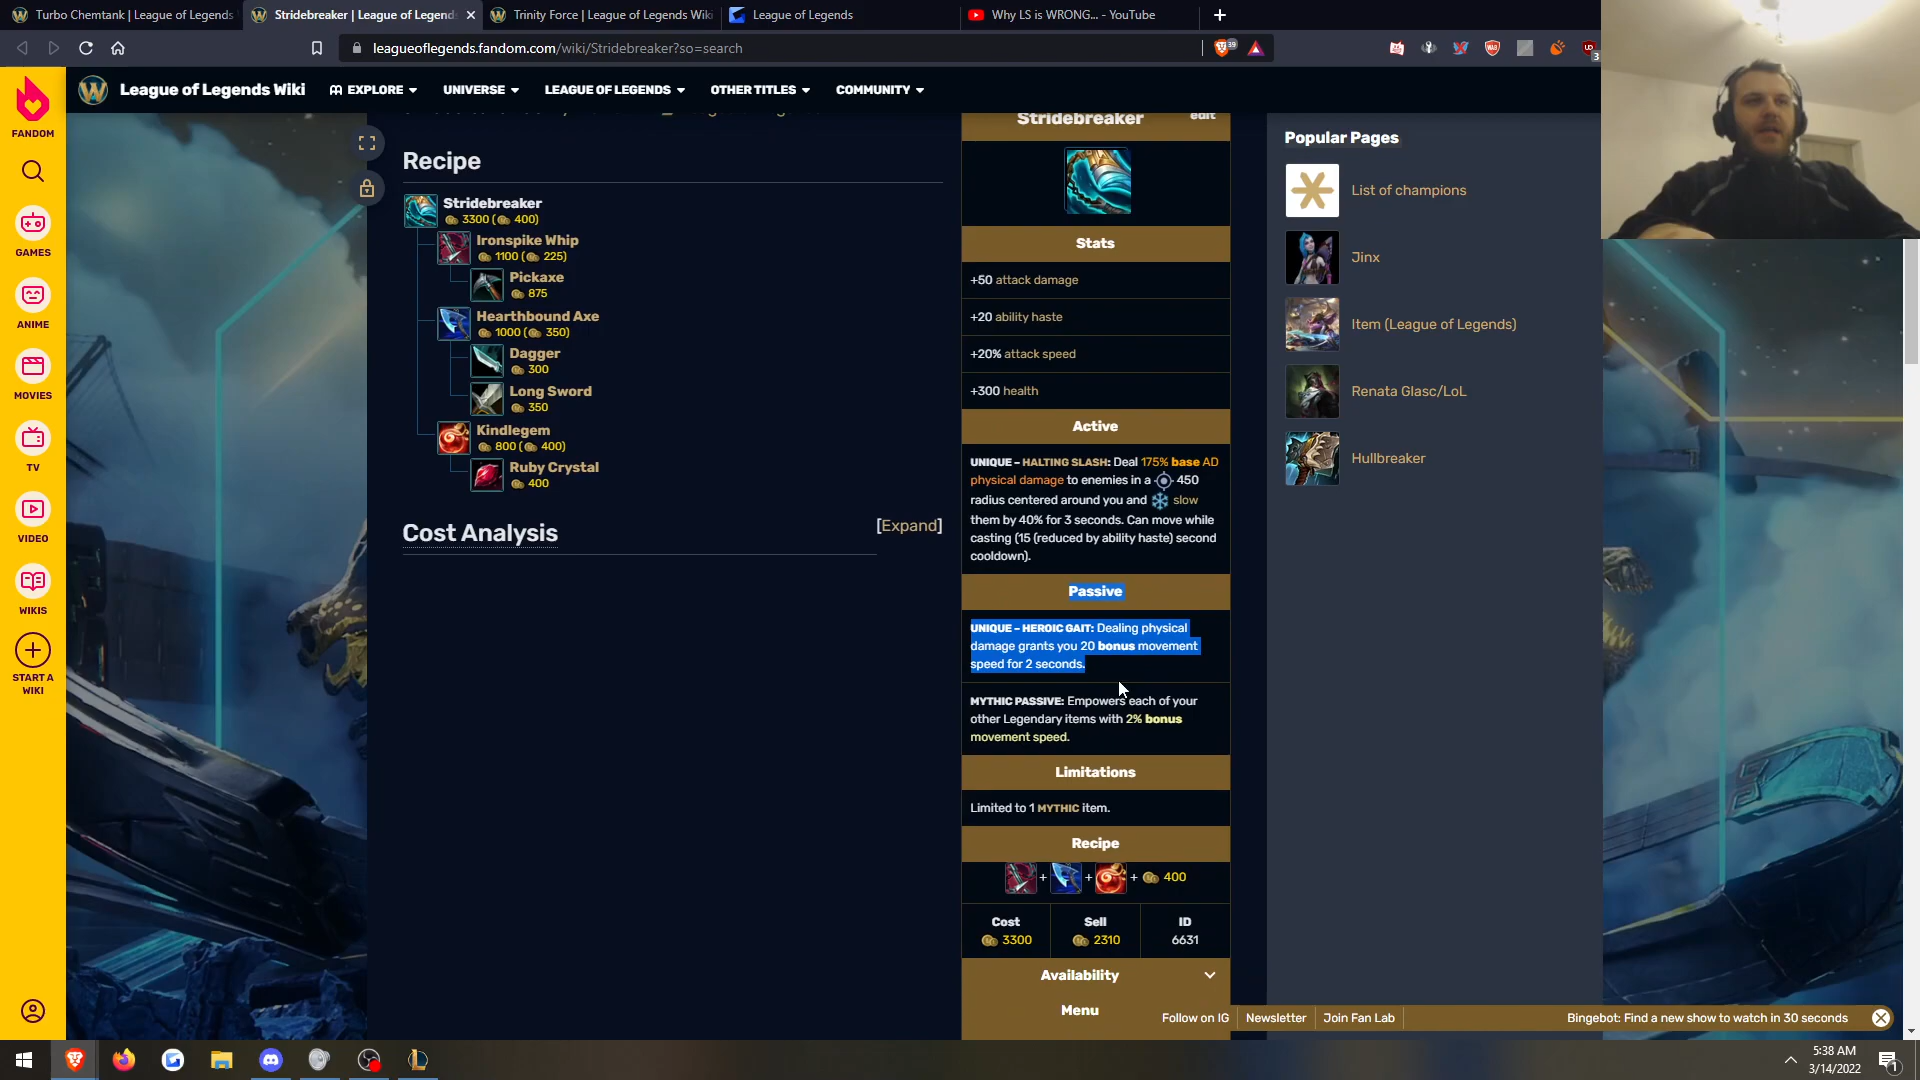 Turbo Chemtank | League of Legends
Stridebreaker | League of Legends
Trinity Force | League of Legends Wiki
League of Legends
Why LS is WRONG... - YouTube
leagueoflegends.fandom.com/wiki/Stridebreaker?so=search
39
3
FANDOM
GAMES
ANIME
MOVIES
TV
VIDEO
WIKIS
START A
WIKI
League of Legends Wiki
EXPLORE
UNIVERSE
LEAGUE OF LEGENDS
OTHER TITLES
COMMUNITY
Recipe
Stridebreaker
3300 ( 400)
Ironspike Whip
1100 ( 225)
Pickaxe
875
Hearthbound Axe
1000 ( 350)
Dagger
300
Long Sword
350
Kindlegem
800 ( 400)
Ruby Crystal
400
Cost Analysis
[Expand]
Stridebreaker
edit
Stats
+50 attack damage
+20 ability haste
+20% attack speed
+300 health
Active
UNIQUE – HALTING SLASH: Deal 175% base AD
physical damage to enemies in a 450
radius centered around you and slow
them by 40% for 3 seconds. Can move while
casting (15 (reduced by ability haste) second
cooldown).
Passive
UNIQUE – HEROIC GAIT: Dealing physical
damage grants you 20 bonus movement
speed for 2 seconds.
MYTHIC PASSIVE: Empowers each of your
other Legendary items with 2% bonus
movement speed.
Limitations
Limited to 1 MYTHIC item.
Recipe
+ + + 400
Cost
Sell
ID
3300
2310
6631
Availability
Menu
Popular Pages
List of champions
Jinx
Item (League of Legends)
Renata Glasc/LoL
Hullbreaker
Follow on IG
Newsletter
Join Fan Lab
Bingebot: Find a new show to watch in 30 seconds
5:38 AM
3/14/2022
1